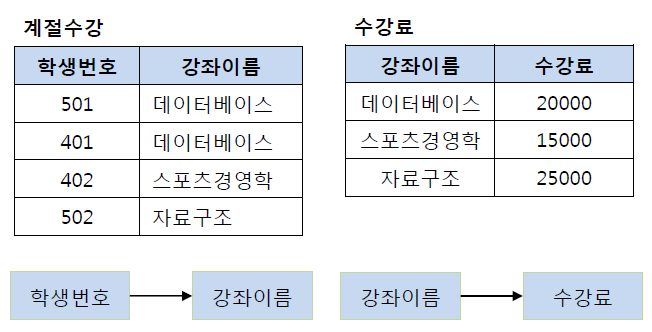 계절수강
학생번호 강좌이름
501 데이터베이스
401 데이터베이스
402 스포츠경영학
502 자료구조
수강료
강좌이름 수강료
데이터베이스 20000
스포츠경영학 15000
자료구조 25000
학생번호 강좌이름
강좌이름 수강료